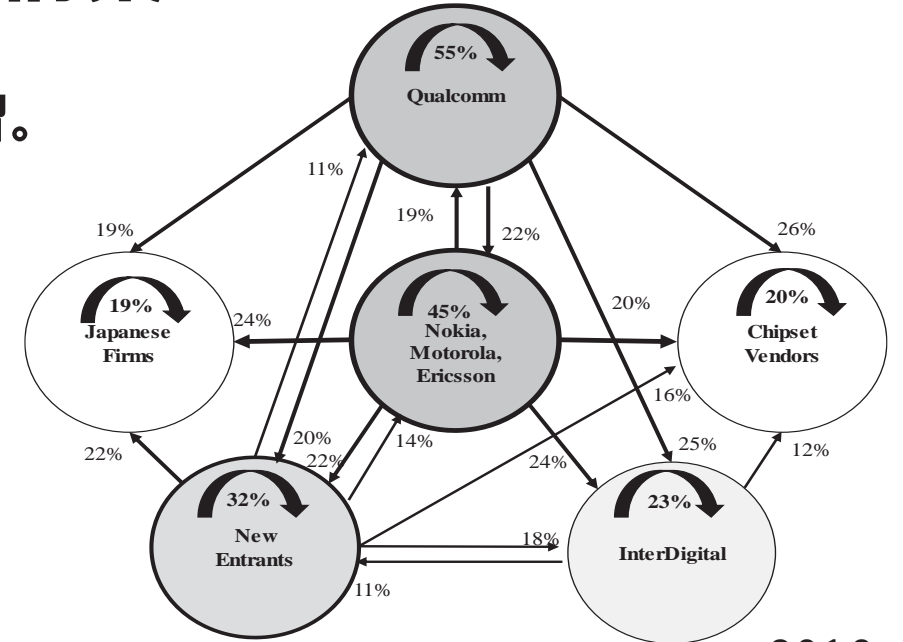 55%
Qualcomm
11%
19%
22%
19%
26%
19%
Japanese
Firms
24%
45%
Nokia,
Motorola,
Ericsson
20%
20%
Chipset
Vendors
16%
22%
20%
22%
14%
24%
25%
12%
32%
New
Entrants
18%
23%
InterDigital
11%